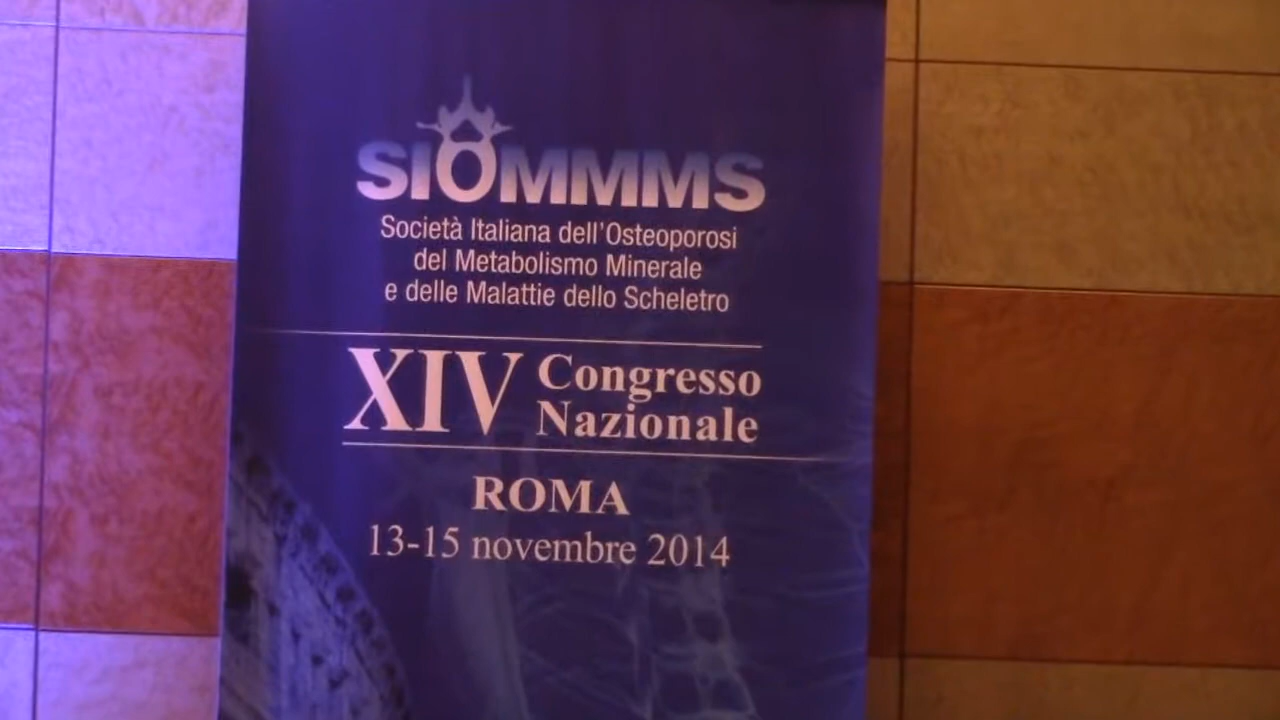 SIOMMMS
Società Italiana dell'Osteoporosi
del Metabolismo Minerale
e delle Malattie dello Scheletro
XIV Congresso
Nazionale
ROMA
13-15 novembre 2014